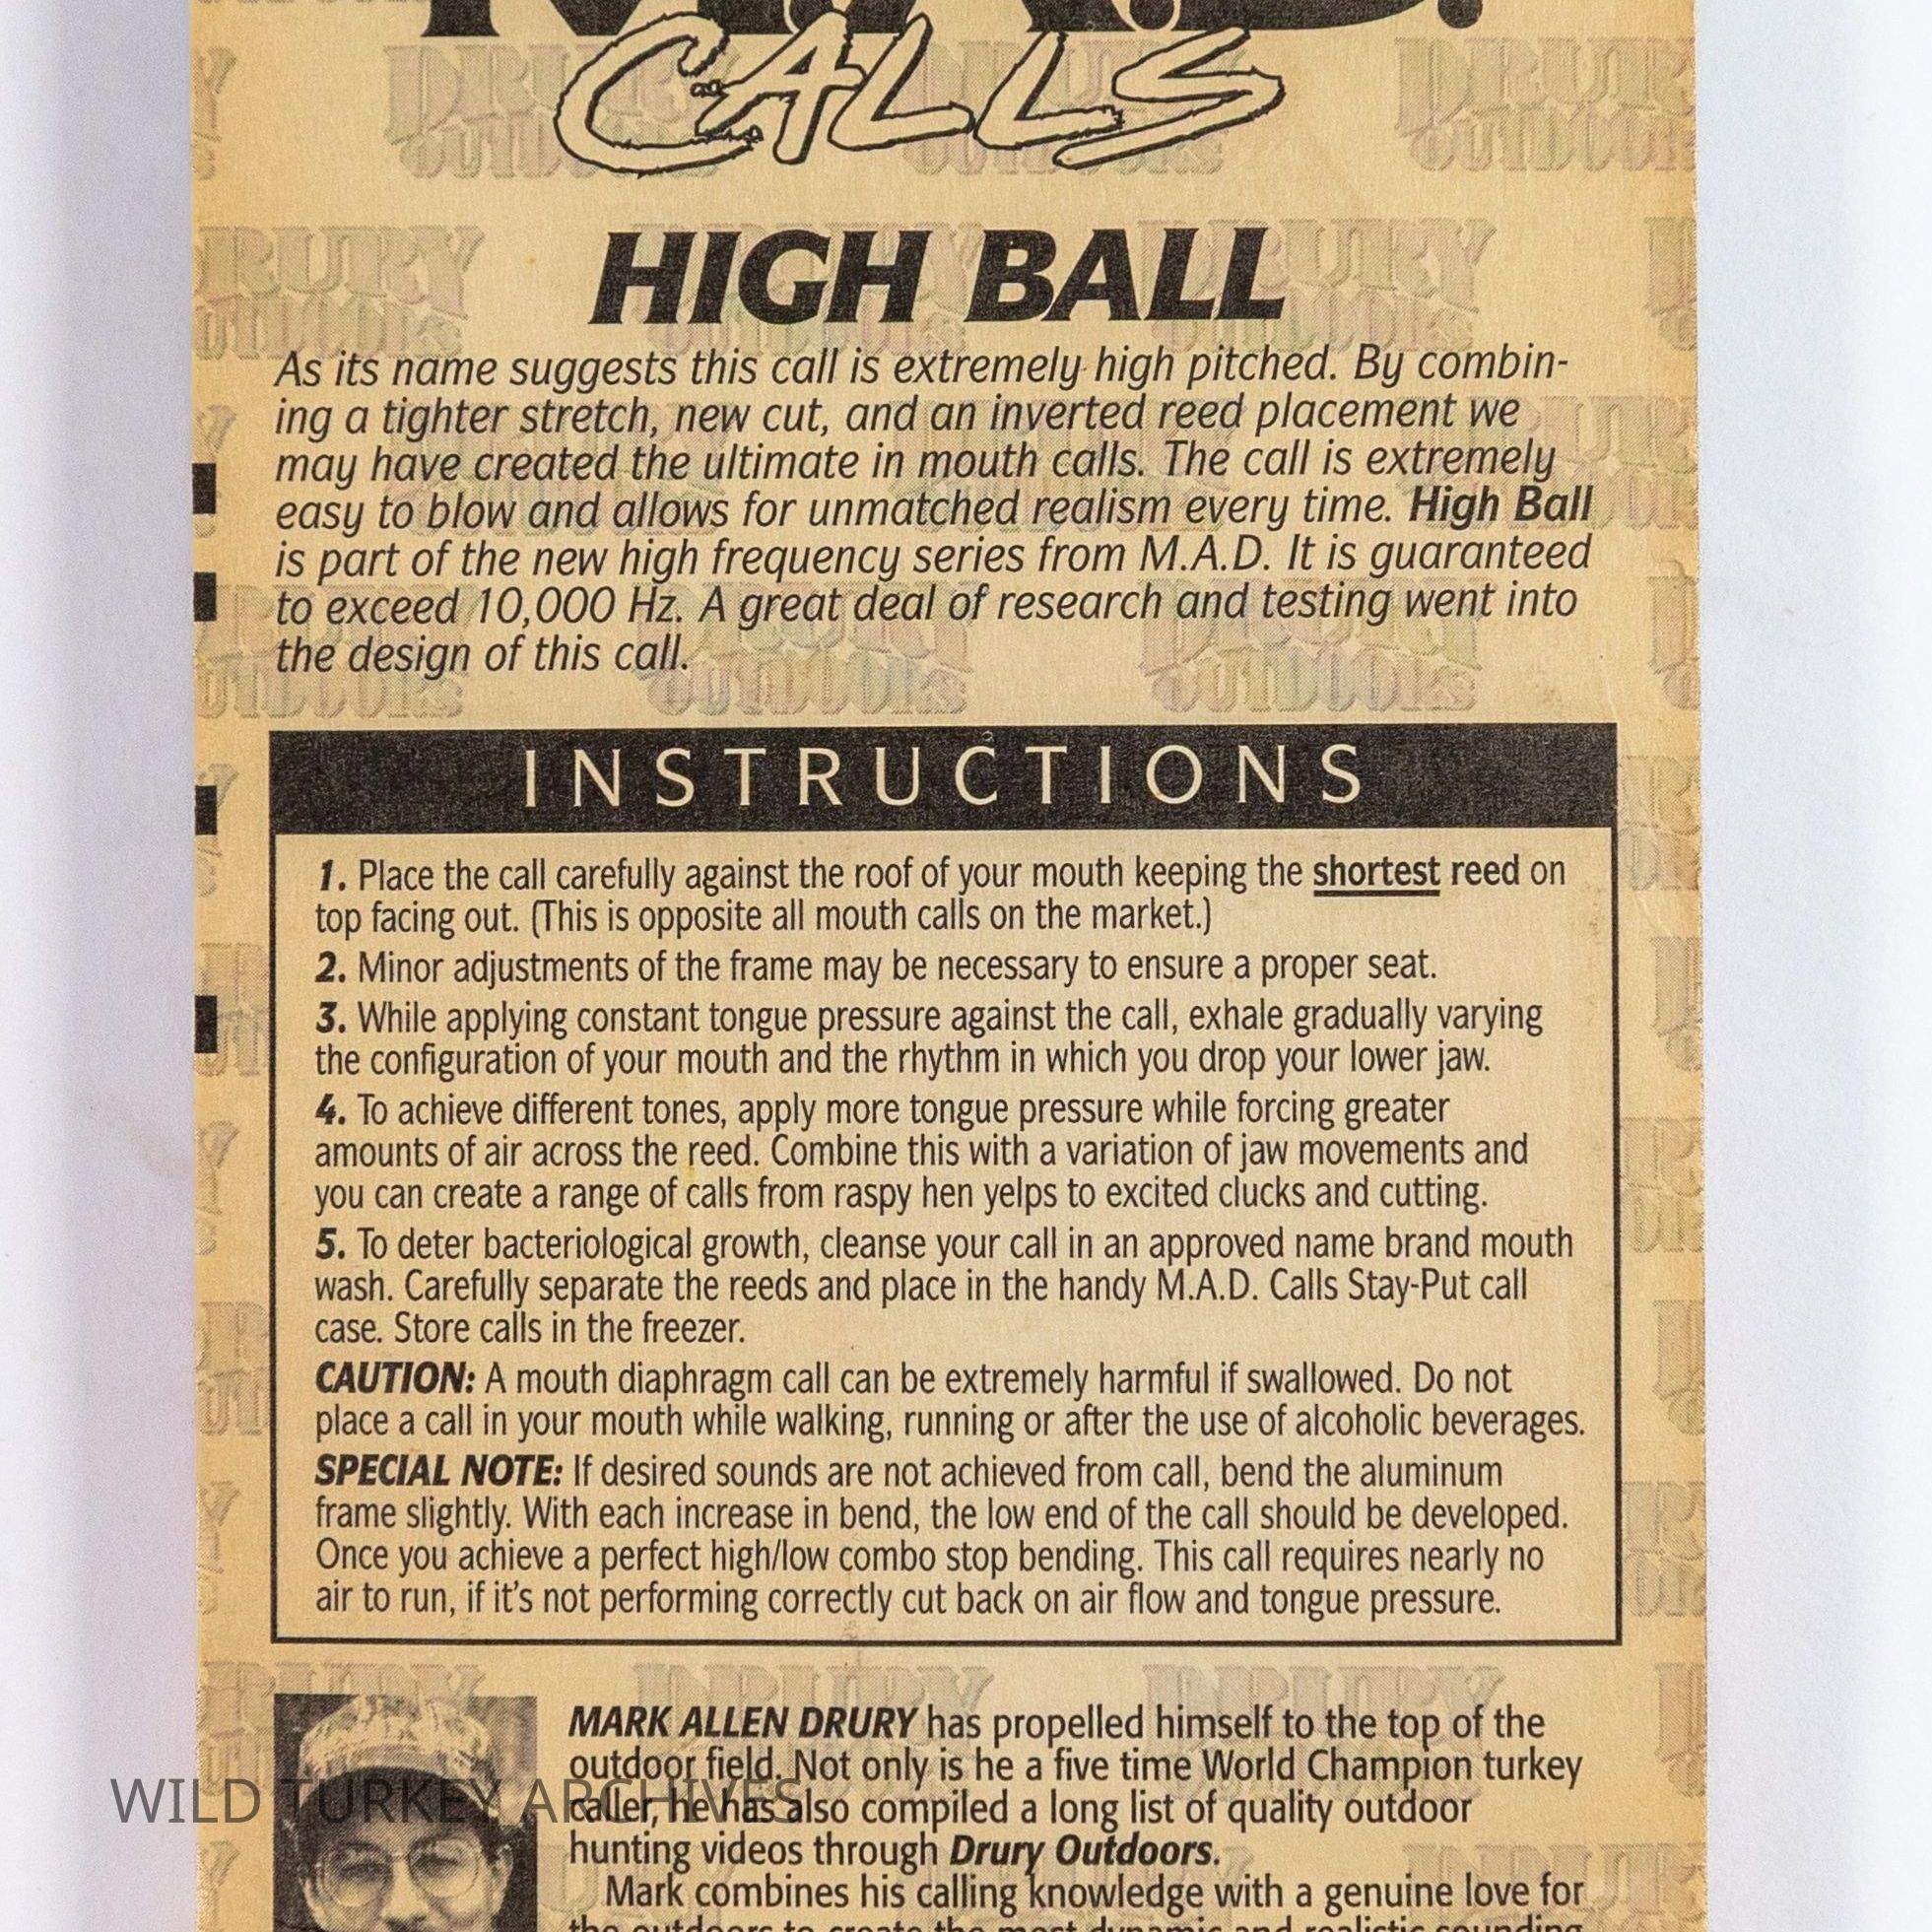 M.A.D.
CALLS
HIGH BALL
As its name suggests this call is extremely high pitched. By combin-
ing a tighter stretch, new cut, and an inverted reed placement we
may have created the ultimate in mouth calls. The call is extremely
easy to blow and allows for unmatched realism every time. High Ball
is part of the new high frequency series from M.A.D. It is guaranteed
to exceed 10,000 Hz. A great deal of research and testing went into
the design of this call.
INSTRUCTIONS
1. Place the call carefully against the roof of your mouth keeping the shortest reed on
top facing out. (This is opposite all mouth calls on the market.)
2. Minor adjustments of the frame may be necessary to ensure a proper seat.
3. While applying constant tongue pressure against the call, exhale gradually varying
the configuration of your mouth and the rhythm in which you drop your lower jaw.
4. To achieve different tones, apply more tongue pressure while forcing greater
amounts of air across the reed. Combine this with a variation of jaw movements and
you can create a range of calls from raspy hen yelps to excited clucks and cutting.
5. To deter bacteriological growth, cleanse your call in an approved name brand mouth
wash. Carefully separate the reeds and place in the handy M.A.D. Calls Stay-Put call
case. Store calls in the freezer.
CAUTION: A mouth diaphragm call can be extremely harmful if swallowed. Do not
place a call in your mouth while walking, running or after the use of alcoholic beverages.
SPECIAL NOTE: If desired sounds are not achieved from call, bend the aluminum
frame slightly. With each increase in bend, the low end of the call should be developed.
Once you achieve a perfect high/low combo stop bending. This call requires nearly no
air to run, if it's not performing correctly cut back on air flow and tongue pressure.
MARK ALLEN DRURY has propelled himself to the top of the
outdoor field. Not only is he a five time World Champion turkey
caller, he has also compiled a long list of quality outdoor
hunting videos through Drury Outdoors.
Mark combines his calling knowledge with a genuine love for
the outdoors to create the most dynamic and realistic sounding
WILD TURKEY ARCHIVES